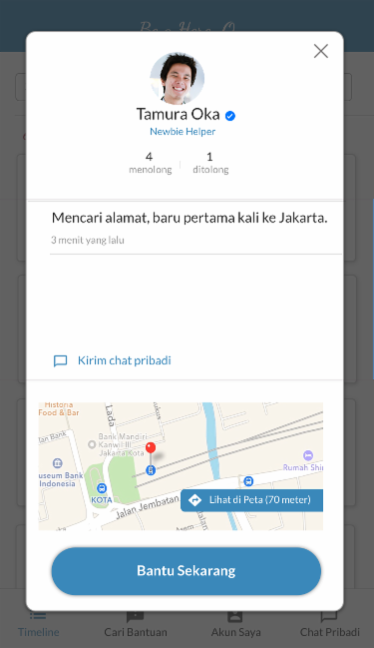 Tamura Oka
Newbie Helper
4
menolong
1
ditolong
Mencari alamat, baru pertama kali ke Jakarta.
3 menit yang lalu
Kirim chat pribadi
Historia
Food & Bar
Lada
Bank Mandiri
Kanwil III
Jakarta Kota
useum Bank
Indonesia
KOTA
Jalan Jembatan
Rumah Shi
Lihat di Peta (70 meter)
Bantu Sekarang
Timeline
Cari Bantuan
Akun Saya
Chat Pribadi